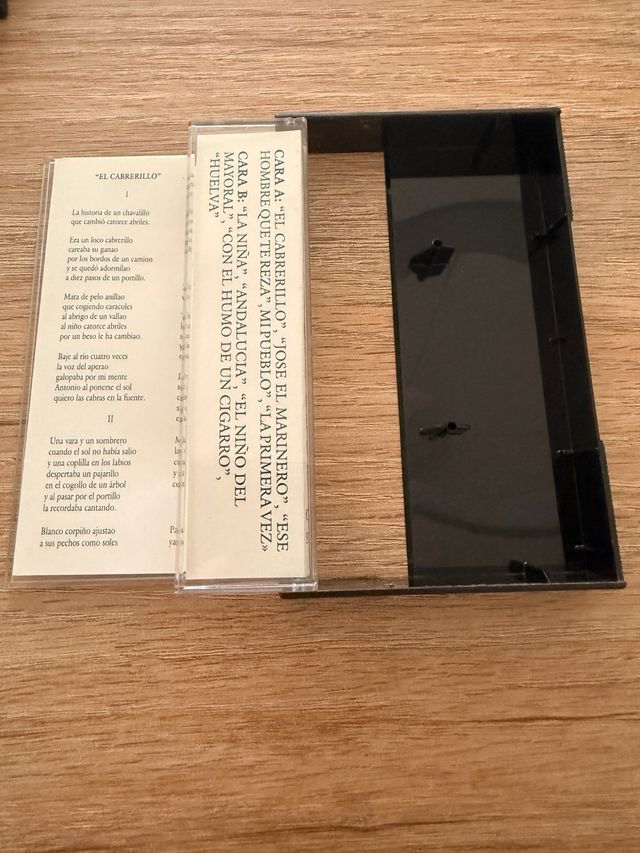 "EL CABRERILLO"
I
La historia de un chavalillo
que cambió catorce abriles.
Era un loco cabrerillo
careaba su ganao
por los bordos de un camino
y se quedó adormilao
a diez pasos de un portillo.
Mata de pelo anillao
que cogiendo caracoles
al abrigo de un vallao
al niño catorce abriles
por un beso le ha cambiao.
Baje al río cuatro veces
la voz del aperao
galopaba por mi mente
Antonio al ponerse el sol
quiero las cabras en la fuente.
II
Una vara y un sombrero
cuando el sol no había salio
y una coplilla en los labios
despertaba un pajarillo
en el cogollo de un árbol
y al pasar por el portillo
la recordaba cantando.
Blanco corpiño ajustao
a sus pechos como soles
CARA A: "EL CABRERILLO", "JOSE EL MARINERO", "ESE
HOMBRE QUE TE REZA", MI PUEBLO", "LA PRIMERA VEZ»
CARA B: "LA NIÑA", "ANDALUCIA", "EL NIÑO DEL
MAYORAL", "CON EL HUMO DE UN CIGARRO",
"HUELVA"